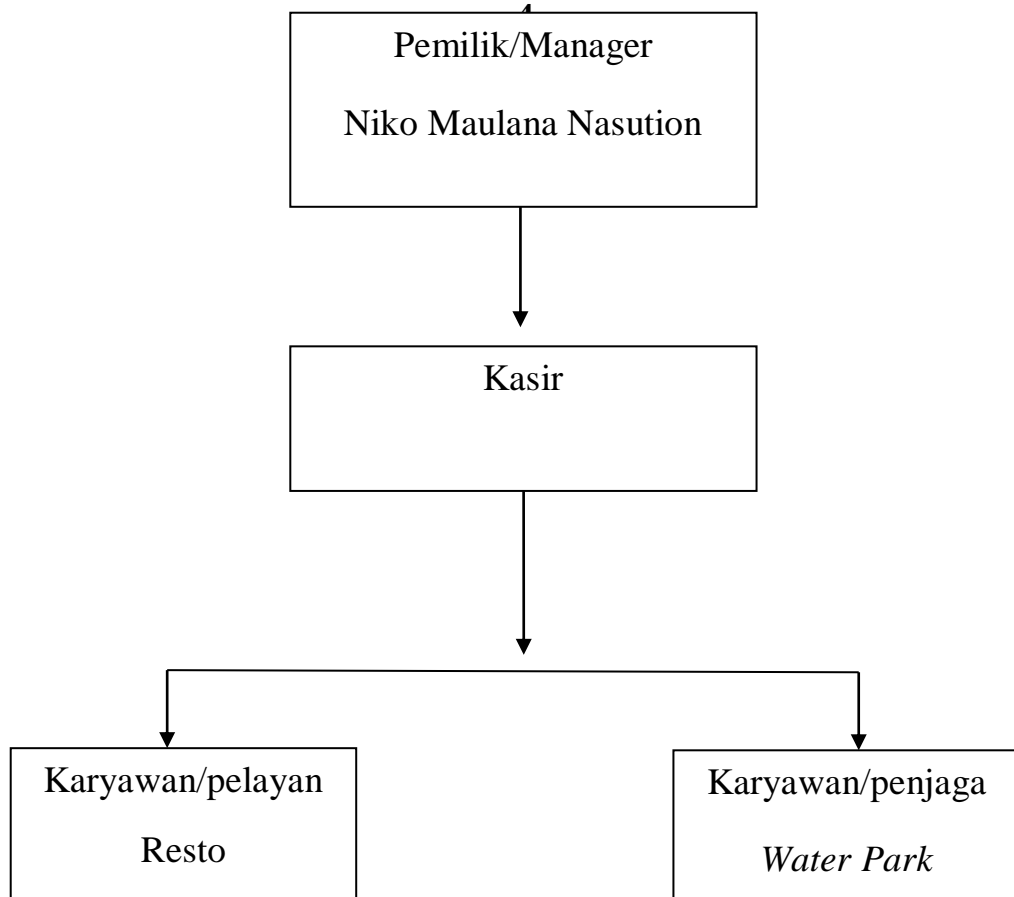 Pemilik/Manager
Niko Maulana Nasution
Kasir
Karyawan/pelayan
Resto
Karyawan/penjaga
Water Park